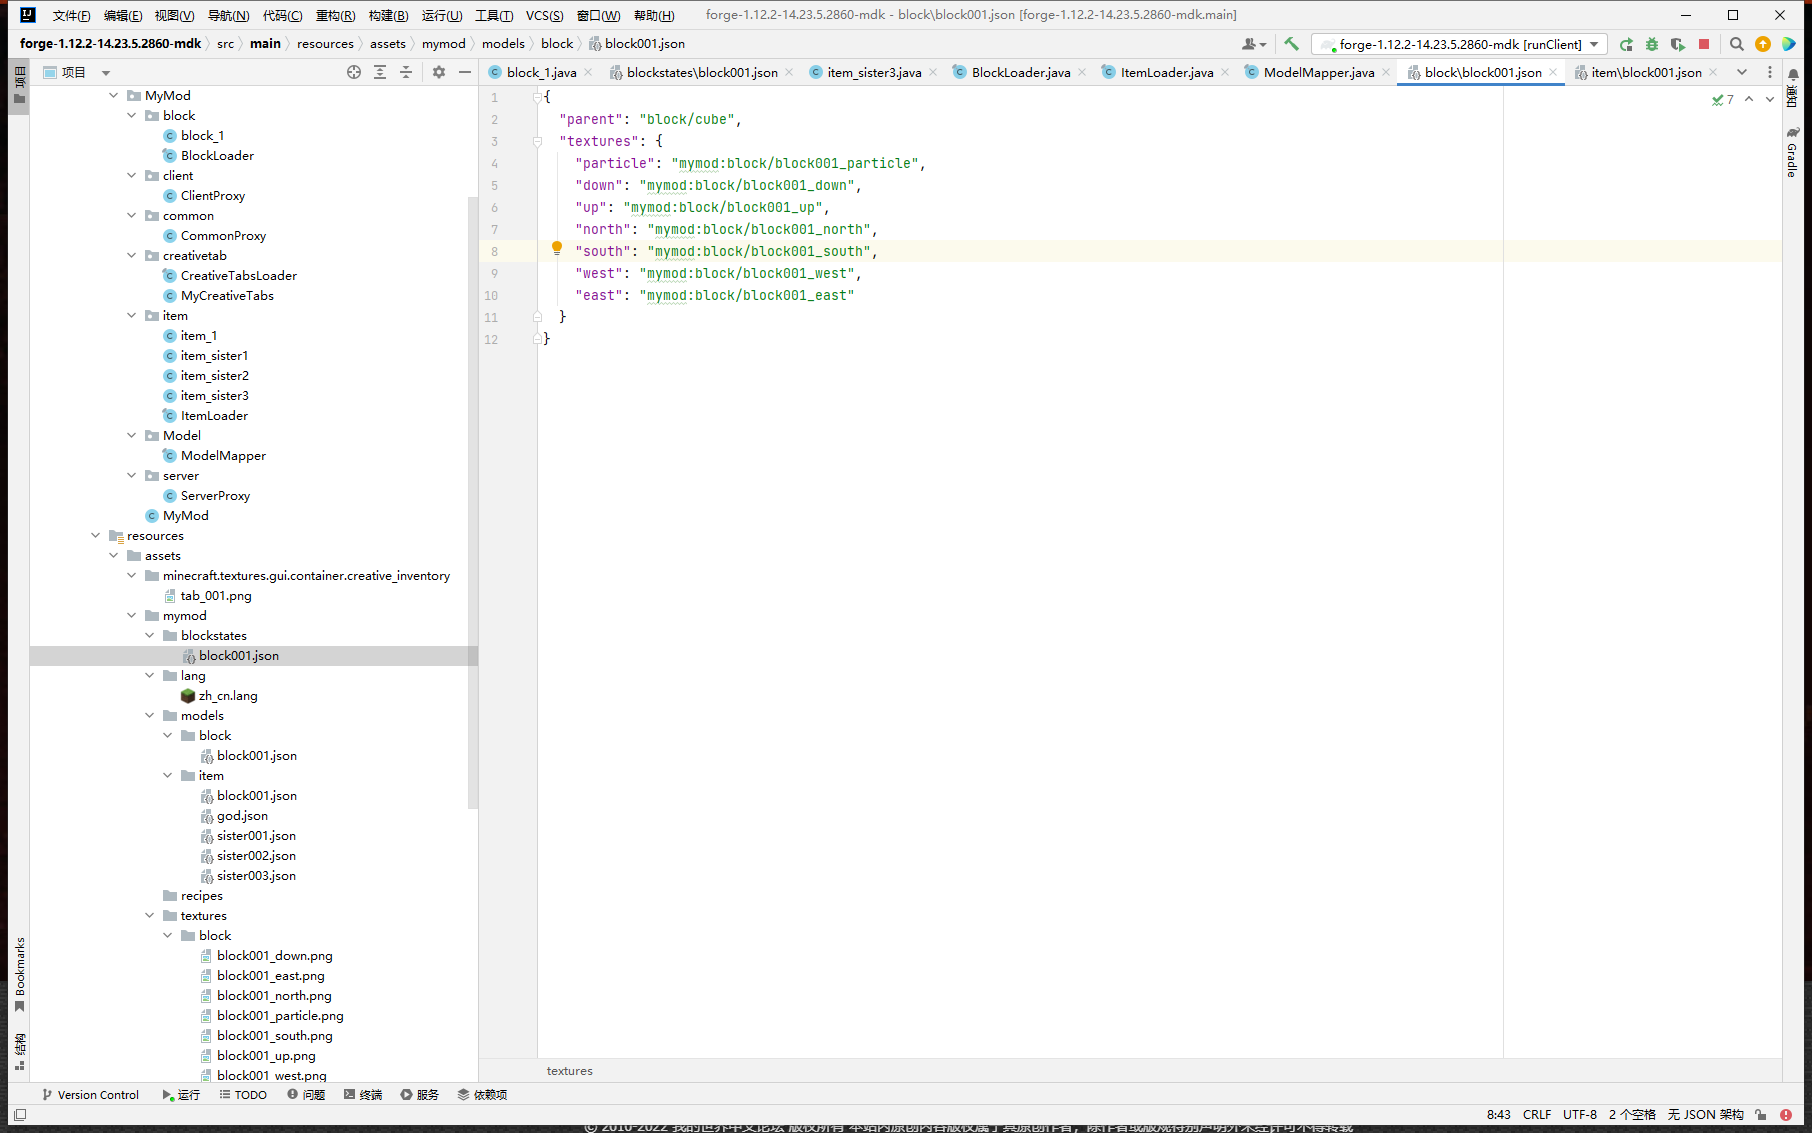 文件(F) 编辑(E) 视图(V) 导航(N) 代码(C) 重构(R) 构建(B) 运行(U) 工具(T) VCS(S) 窗口(W) 帮助(H) forge-1.12.2-14.23.5.2860-mdk - block\block001.json [forge-1.12.2-14.23.5.2860-mdk.main]
forge-1.12.2-14.23.5.2860-mdk src main resources assets mymod models block block001.json forge-1.12.2-14.23.5.2860-mdk [runClient]
项目 block_1.java blockstates\block001.json item_sister3.java BlockLoader.java ItemLoader.java ModelMapper.java block\block001.json item\block001.json
项目
通知
Gradle
Bookmarks
结构
MyMod
block
block_1
BlockLoader
client
ClientProxy
common
CommonProxy
creativetab
CreativeTabsLoader
MyCreativeTabs
item
item_1
item_sister1
item_sister2
item_sister3
ItemLoader
Model
ModelMapper
server
ServerProxy
MyMod
resources
assets
minecraft.textures.gui.container.creative_inventory
tab_001.png
mymod
blockstates
block001.json
lang
zh_cn.lang
models
block
block001.json
item
block001.json
god.json
sister001.json
sister002.json
sister003.json
recipes
textures
block
block001_down.png
block001_east.png
block001_north.png
block001_particle.png
block001_south.png
block001_up.png
block001_west.png
1 {
2 "parent": "block/cube",
3 "textures": {
4 "particle": "mymod:block/block001_particle",
5 "down": "mymod:block/block001_down",
6 "up": "mymod:block/block001_up",
7 "north": "mymod:block/block001_north",
8 "south": "mymod:block/block001_south",
9 "west": "mymod:block/block001_west",
10 "east": "mymod:block/block001_east"
11 }
12 }
7
textures
Version Control 运行 TODO 问题 终端 服务 依赖项
8:43 CRLF UTF-8 2 个空格 无 JSON 架构
© 2010-2022 我的世界中文论坛 版权所有 本站内原创内容版权属于其原创作者，除作者或版规特别声明外未经许可不得转载